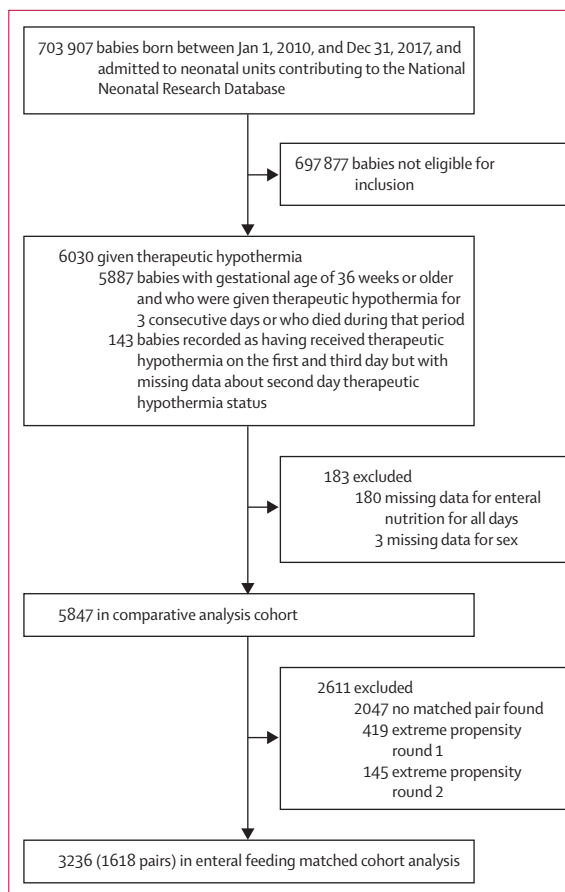 703 907 babies born between Jan 1, 2010, and Dec 31, 2017, and
admitted to neonatal units contributing to the National
Neonatal Research Database
697 877 babies not eligible for
inclusion
6030 given therapeutic hypothermia
5887 babies with gestational age of 36 weeks or older
and who were given therapeutic hypothermia for
3 consecutive days or who died during that period
143 babies recorded as having received therapeutic
hypothermia on the first and third day but with
missing data about second day therapeutic
hypothermia status
183 excluded
180 missing data for enteral
nutrition for all days
3 missing data for sex
5847 in comparative analysis cohort
2611 excluded
2047 no matched pair found
419 extreme propensity
round 1
145 extreme propensity
round 2
3236 (1618 pairs) in enteral feeding matched cohort analysis